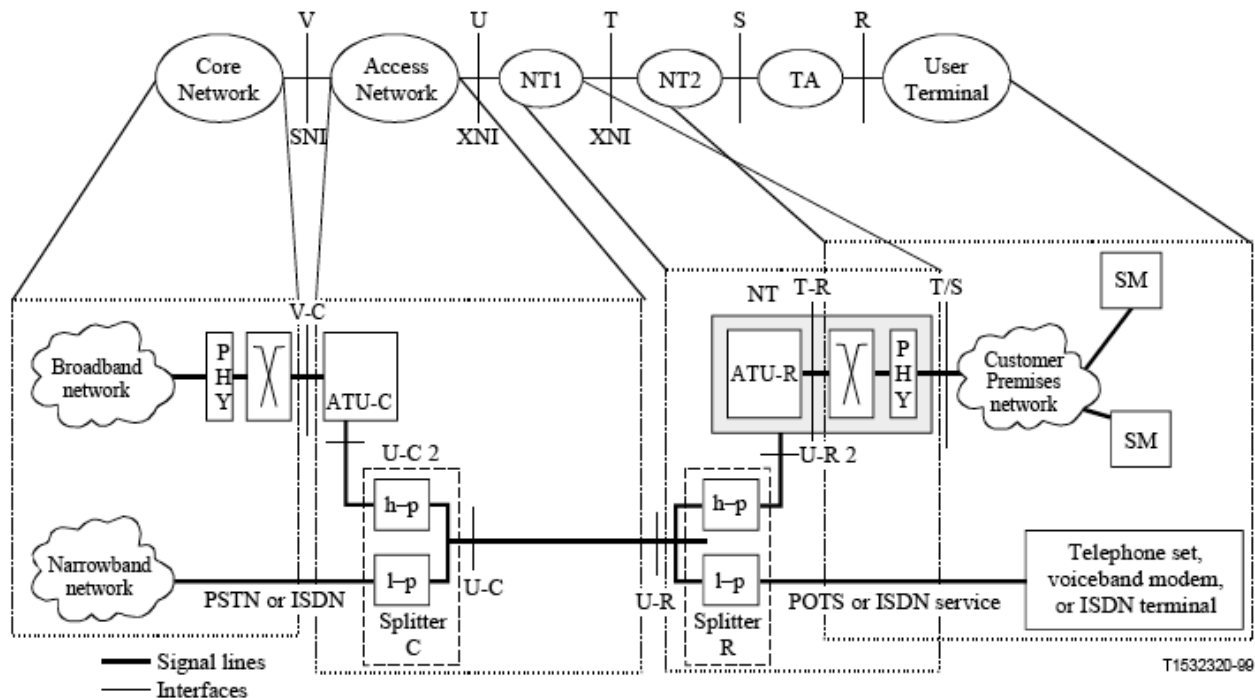 V
U
T
S
R
Core
Network
Access
Network
NT1
NT2
TA
User
Terminal
SNI
XNI
XNI
V-C
NT
T-R
T/S
SM
Broadband
network
P
H
Y
ATU-C
ATU-R
P
H
Y
Customer
Premises
network
SM
U-C 2
U-R 2
h–p
h–p
Narrowband
network
PSTN or ISDN
l–p
Splitter
C
U-C
U-R
l–p
Splitter
R
POTS or ISDN service
Telephone set,
voiceband modem,
or ISDN terminal
Signal lines
Interfaces
T1532320-99